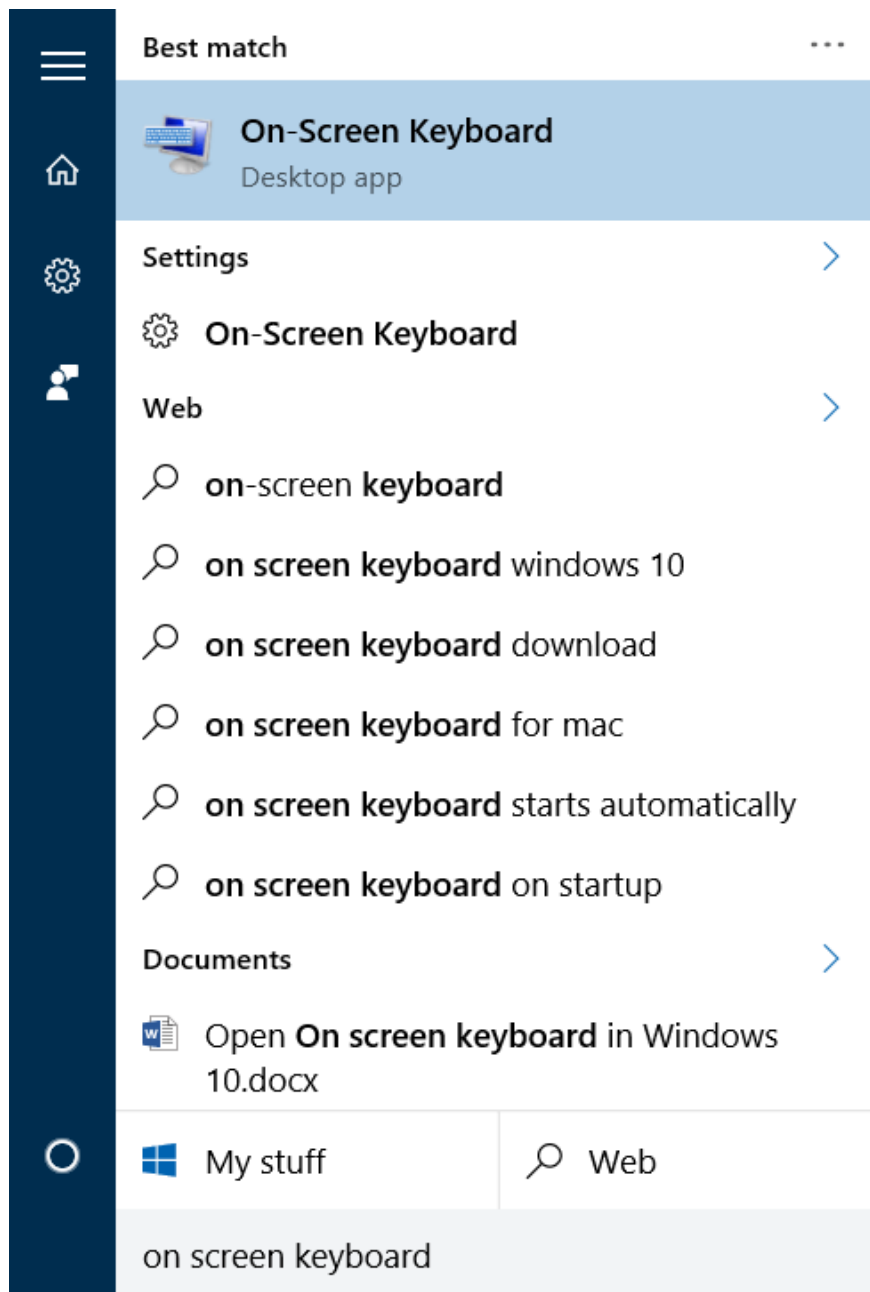 Best match
On-Screen Keyboard
Desktop app
Settings
On-Screen Keyboard
Web
on-screen keyboard
on screen keyboard windows 10
on screen keyboard download
on screen keyboard for mac
on screen keyboard starts automatically
on screen keyboard on startup
Documents
Open On screen keyboard in Windows
10.docx
My stuff
Web
on screen keyboard